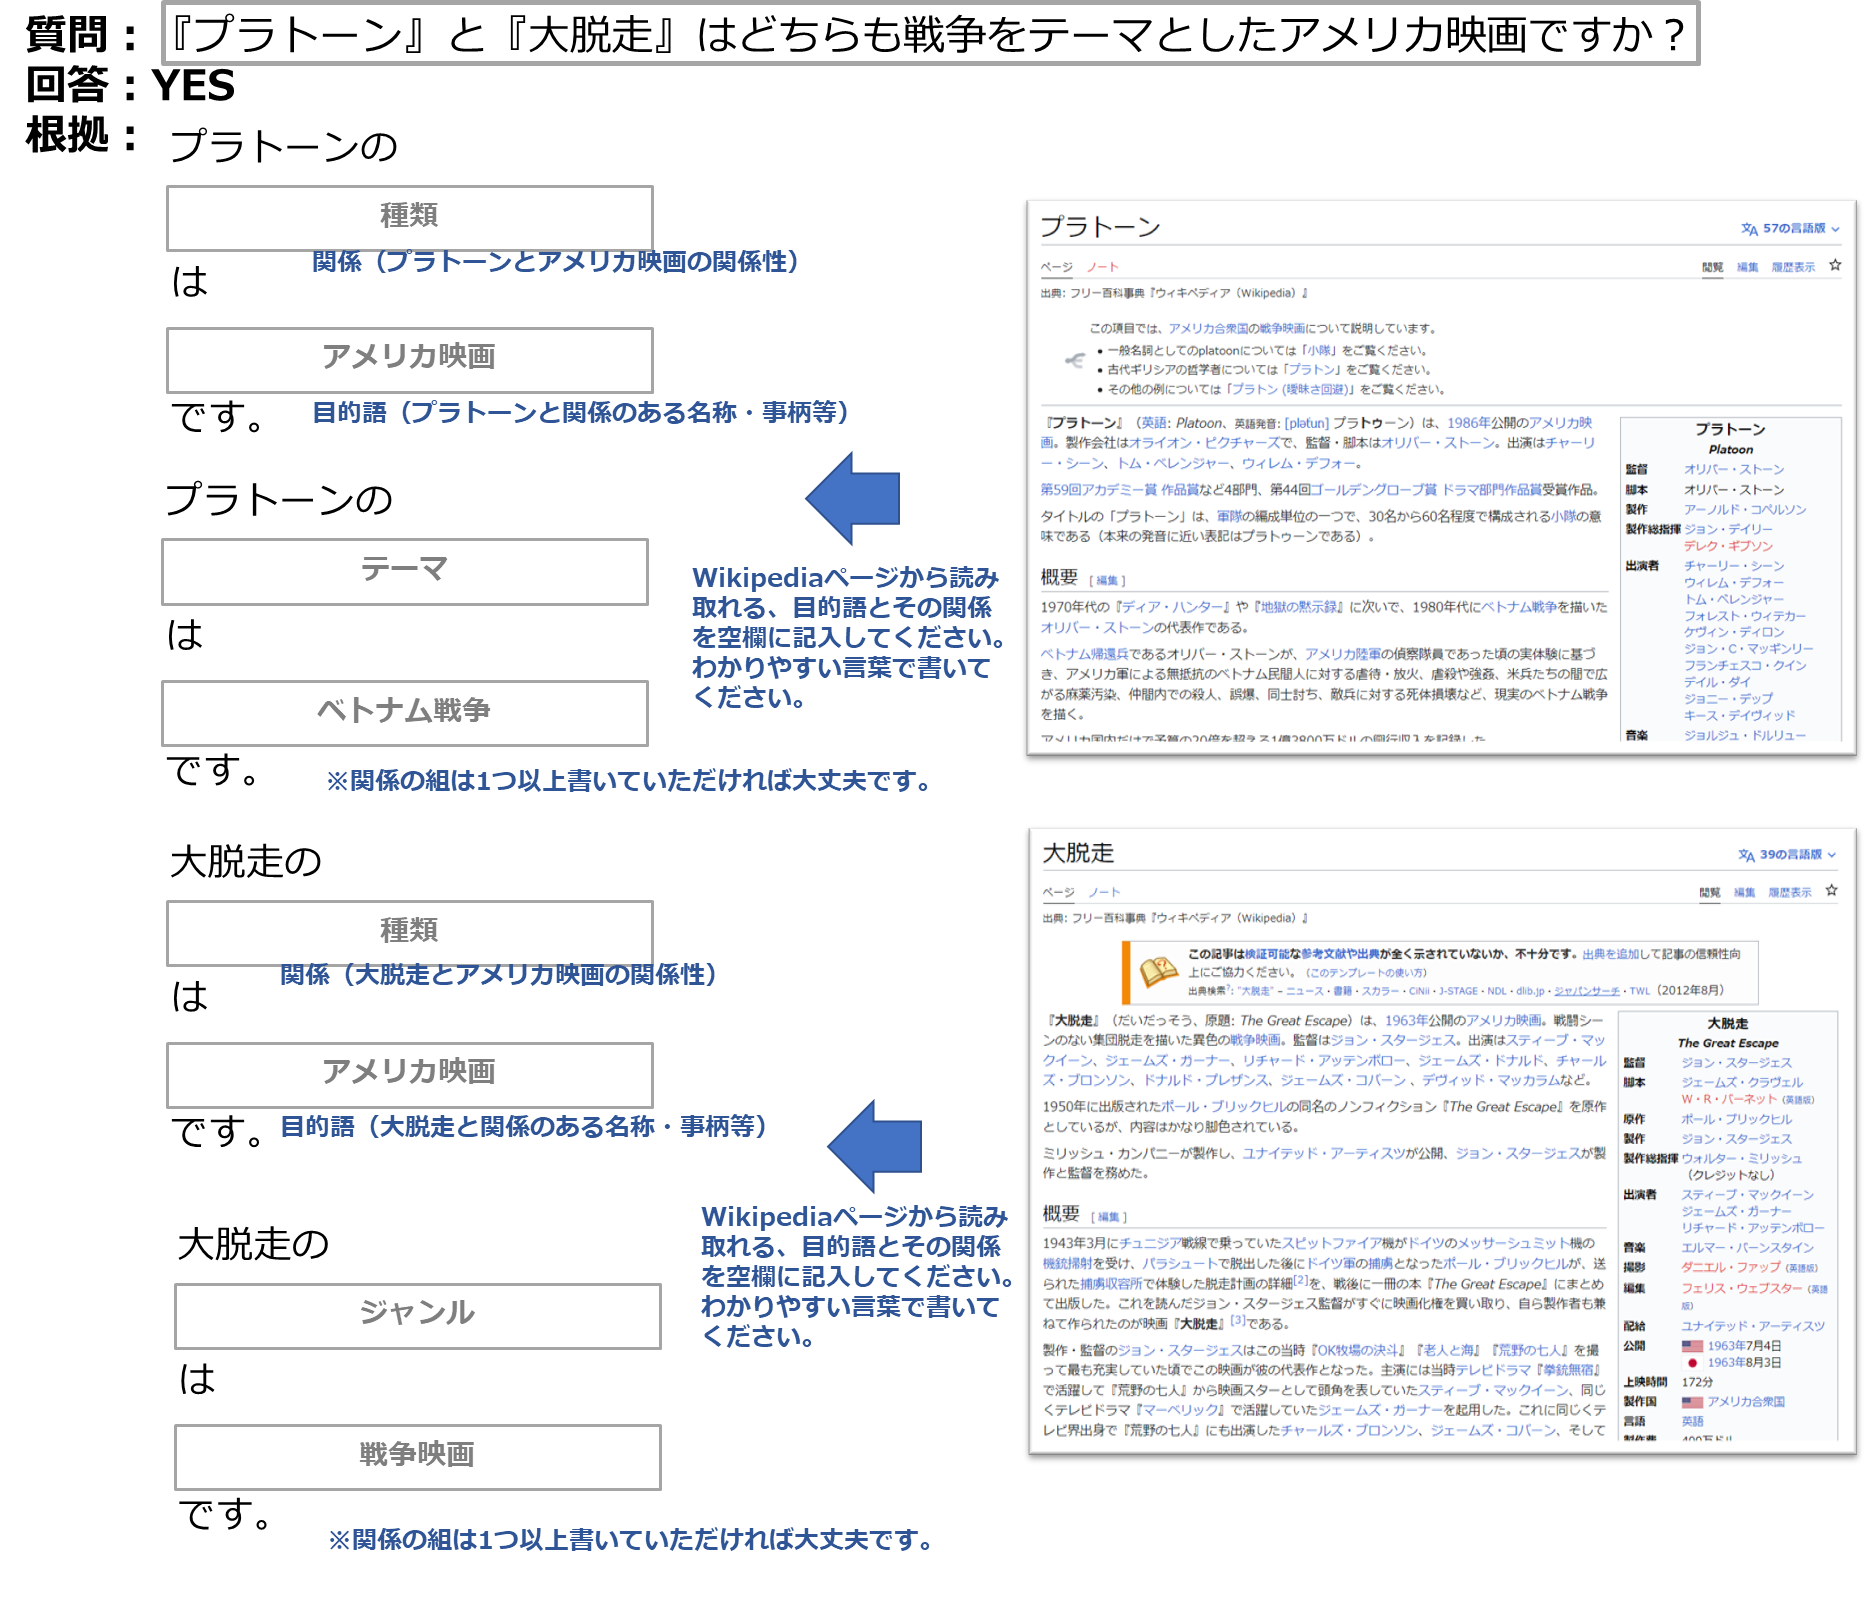 質問：『プラトーン』と『大脱走』はどちらも戦争をテーマとしたアメリカ映画ですか？
回答：YES
根拠：
プラトーンの
種類
関係（プラトーンとアメリカ映画の関係性）
は
アメリカ映画
です。
目的語（プラトーンと関係のある名称・事柄等）
プラトーンの
テーマ
は
ベトナム戦争
です。
※関係の組は1つ以上書いていただければ大丈夫です。
Wikipediaページから読み
取れる、目的語とその関係
を空欄に記入してください。
わかりやすい言葉で書いて
ください。
プラトーン
57の言語版
ページ ノート
閲覧 編集 履歴表示
出典: フリー百科事典『ウィキペディア（Wikipedia）』
この項目では、アメリカ合衆国の戦争映画について説明しています。
• 一般名詞としてのplatoonについては「小隊」をご覧ください。
• 古代ギリシアの哲学者については「プラトン」をご覧ください。
• その他の例については「プラトン (曖昧さ回避)」をご覧ください。
『プラトーン』（英語: Platoon、英語発音: [plətun] プラトゥーン）は、1986年公開のアメリカ映
画。製作会社はオライオン・ピクチャーズで、監督・脚本はオリバー・ストーン。出演はチャーリ
ー・シーン、トム・ベレンジャー、ウィレム・デフォー。
第59回アカデミー賞 作品賞など4部門、第44回ゴールデングローブ賞 ドラマ部門作品賞受賞作品。
タイトルの「プラトーン」は、軍隊の編成単位の一つで、30名から60名程度で構成される小隊の意
味である（本来の発音に近い表記はプラトゥーンである）。
概要 [ 編集 ]
1970年代の『ディア・ハンター』や『地獄の黙示録』に次いで、1980年代にベトナム戦争を描いた
オリバー・ストーンの代表作である。
ベトナム帰還兵であるオリバー・ストーンが、アメリカ陸軍の偵察隊員であった頃の実体験に基づ
き、アメリカ軍による無抵抗のベトナム民間人に対する虐待・放火、虐殺や強姦、米兵たちの間で広
がる麻薬汚染、仲間内での殺人、誤爆、同士討ち、敵兵に対する死体損壊など、現実のベトナム戦争
を描く。
アメリカ国内だけで予算の20倍を超える1億3800万ドルの興行収入を記録した
プラトーン
Platoon
監督 オリバー・ストーン
脚本 オリバー・ストーン
製作 アーノルド・コペルソン
製作総指揮 ジョン・デイリー
デレク・ギブソン
出演者 チャーリー・シーン
ウィレム・デフォー
トム・ベレンジャー
フォレスト・ウィテカー
ケヴィン・ディロン
ジョン・C・マッギンリー
フランチェスコ・クイン
デイル・ダイ
ジョニー・デップ
キース・デイヴィッド
音楽 ジョルジュ・ドルリュー
大脱走の
種類
関係（大脱走とアメリカ映画の関係性）
は
アメリカ映画
です。
目的語（大脱走と関係のある名称・事柄等）
大脱走の
ジャンル
は
戦争映画
です。
※関係の組は1つ以上書いていただければ大丈夫です。
Wikipediaページから読み
取れる、目的語とその関係
を空欄に記入してください。
わかりやすい言葉で書いて
ください。
大脱走
39の言語版
ページ ノート
閲覧 編集 履歴表示
出典: フリー百科事典『ウィキペディア（Wikipedia）』
この記事は検証可能な参考文献や出典が全く示されていないか、不十分です。出典を追加して記事の信頼性向
上にご協力ください。（このテンプレートの使い方）
出典検索?: "大脱走" – ニュース・書籍・スカラー・CiNii・J-STAGE・NDL・dlib.jp・ジャパンサーチ・TWL（2012年8月）
『大脱走』（だいだっそう、原題: The Great Escape）は、1963年公開のアメリカ映画。戦闘シー
ンのない集団脱走を描いた異色の戦争映画。監督はジョン・スタージェス。出演はスティーブ・マッ
クイーン、ジェームズ・ガーナー、リチャード・アッテンボロー、ジェームズ・ドナルド、チャール
ズ・ブロンソン、ドナルド・プレザンス、ジェームズ・コバーン 、デヴィッド・マッカラムなど。
1950年に出版されたポール・ブリックヒルの同名のノンフィクション『The Great Escape』を原作
としているが、内容はかなり脚色されている。
ミリッシュ・カンパニーが製作し、ユナイテッド・アーティスツが公開、ジョン・スタージェスが製
作と監督を務めた。
概要 [ 編集 ]
1943年3月にチュニジア戦線で乗っていたスピットファイア機がドイツのメッサーシュミット機の
機銃掃射を受け、パラシュートで脱出した後にドイツ軍の捕虜となったポール・ブリックヒルが、送
られた捕虜収容所で体験した脱走計画の詳細[2]を、戦後に一冊の本『The Great Escape』にまとめ
て出版した。これを読んだジョン・スタージェス監督がすぐに映画化権を買い取り、自ら製作者も兼
ねて作られたのが映画『大脱走』[3]である。
製作・監督のジョン・スタージェスはこの当時『OK牧場の決斗』『老人と海』『荒野の七人』を撮
って最も充実していた頃でこの映画が彼の代表作となった。主演には当時テレビドラマ『拳銃無宿』
で活躍して『荒野の七人』から映画スターとして頭角を表していたスティーブ・マックイーン、同じ
くテレビドラマ『マーベリック』で活躍していたジェームズ・ガーナーを起用した。これに同じくテ
レビ界出身で『荒野の七人』にも出演したチャールズ・ブロンソン、ジェームズ・コバーン、そして
大脱走
The Great Escape
監督 ジョン・スタージェス
脚本 ジェームズ・クラヴェル
W・R・バーネット（英語版）
原作 ポール・ブリックヒル
製作 ジョン・スタージェス
製作総指揮 ウォルター・ミリッシュ
（クレジットなし）
出演者 スティーブ・マックイーン
ジェームズ・ガーナー
リチャード・アッテンボロー
音楽 エルマー・バーンスタイン
撮影 ダニエル・ファップ（英語版）
編集 フェリス・ウェブスター（英語
版）
配給 ユナイテッド・アーティスツ
公開 1963年7月4日
1963年8月3日
上映時間 172分
製作国 アメリカ合衆国
言語 英語
製作費 400万ドル